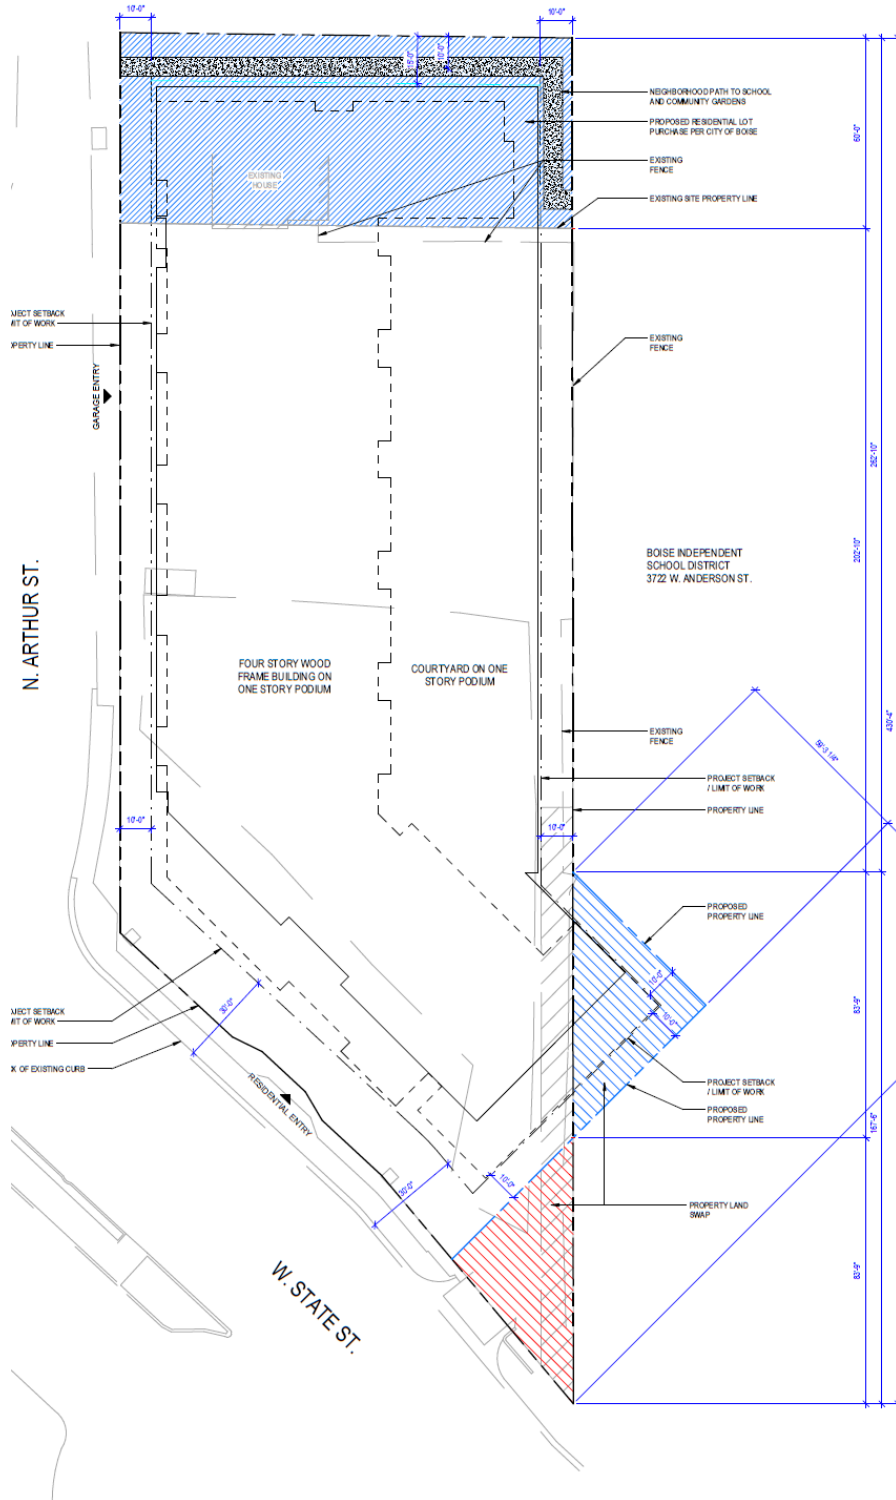 10'-0"
10'-0"
15'-0"
10'-0"
NEIGHBORHOOD PATH TO SCHOOL
AND COMMUNITY GARDENS
PROPOSED RESIDENTIAL LOT
PURCHASE PER CITY OF BOISE
60'-0"
EXISTING
FENCE
EXISTING
HOUSE
EXISTING SITE PROPERTY LINE
JECT SETBACK
IT OF WORK
PERTY LINE
EXISTING
FENCE
GARAGE ENTRY
262'-10"
202'-10"
BOISE INDEPENDENT
SCHOOL DISTRICT
3722 W. ANDERSON ST.
N. ARTHUR ST.
FOUR STORY WOOD
FRAME BUILDING ON
ONE STORY PODIUM
COURTYARD ON ONE
STORY PODIUM
EXISTING
FENCE
430'-4"
59'-3 1/4"
PROJECT SETBACK
/ LIMIT OF WORK
PROPERTY LINE
10'-0"
10'-0"
PROPOSED
PROPERTY LINE
10'-0"
10'-0"
30'-0"
83'-9"
JECT SETBACK
IT OF WORK
PERTY LINE
K OF EXISTING CURB
RESIDENTIAL ENTRY
PROJECT SETBACK
/ LIMIT OF WORK
PROPOSED
PROPERTY LINE
167'-6"
30'-0"
10'-0"
PROPERTY LAND
SWAP
83'-9"
W. STATE ST.